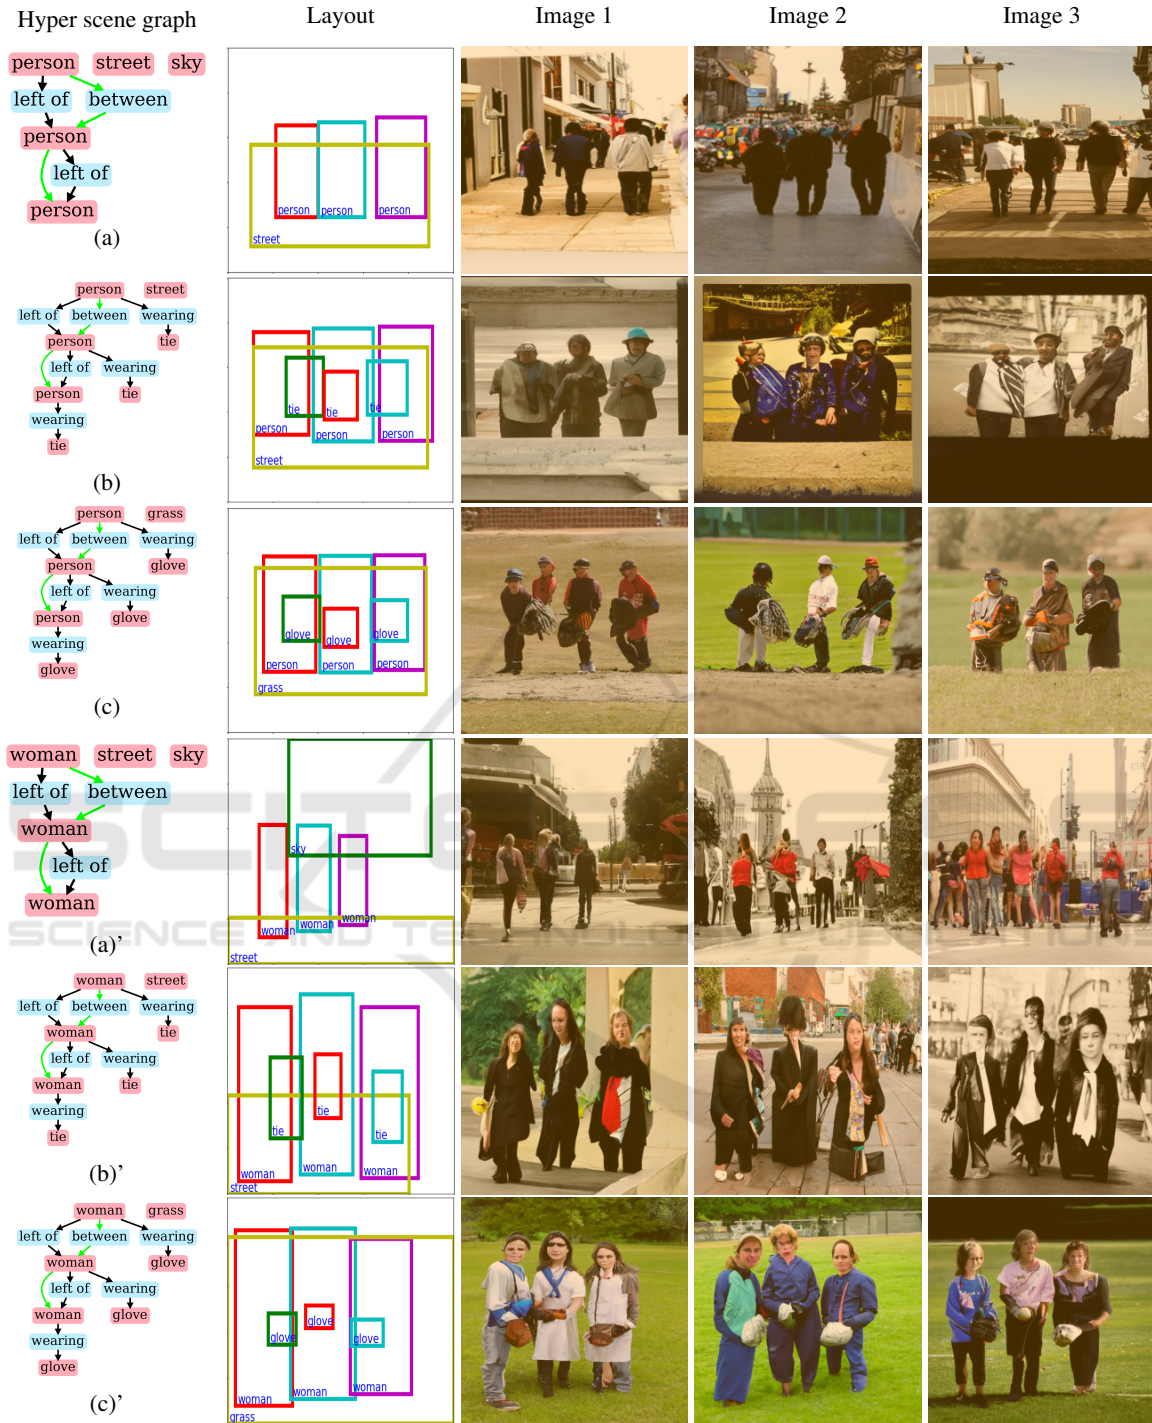 Hyper scene graph Layout Image 1 Image 2 Image 3
person street sky
left of between
person
left of
person
(a)
person person person
street
person street
left of between wearing
person tie
left of wearing
person tie
wearing
tie
(b)
tie tie tie
person person person
street
person grass
left of between wearing
person glove
left of wearing
person glove
wearing
glove
(c)
glove glove glove
person person person
grass
woman street sky
left of between
woman
left of
woman
(a)'
sky
woman woman woman
street
woman street
left of between wearing
woman tie
left of wearing
woman tie
wearing
tie
(b)'
tie tie tie
woman woman woman
street
woman grass
left of between wearing
woman glove
left of wearing
woman glove
wearing
glove
(c)'
glove glove glove
woman woman woman
grass